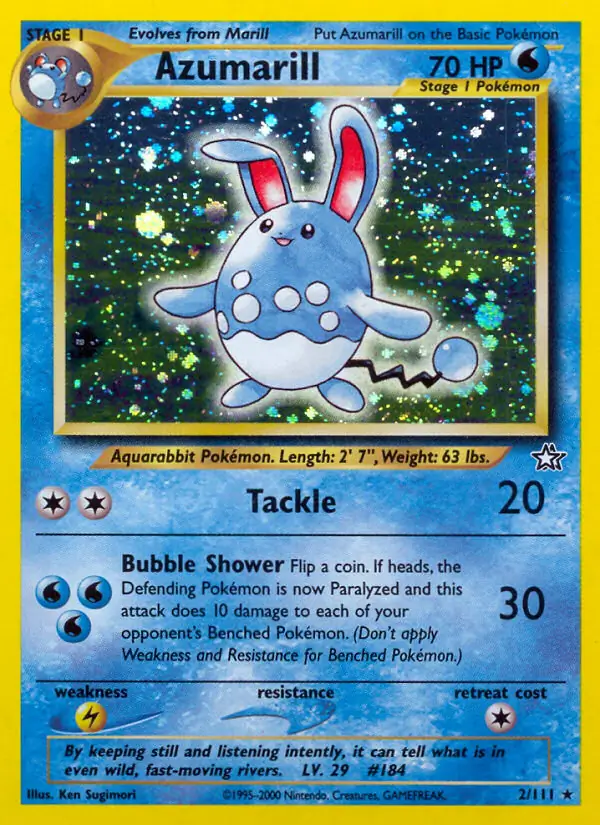 STAGE 1 Evolves from Marill Put Azumarill on the Basic Pokémon
Azumarill 70 HP
Stage 1 Pokémon
Aquarabbit Pokémon. Length: 2' 7", Weight: 63 lbs.
Tackle 20
Bubble Shower Flip a coin. If heads, the
Defending Pokémon is now Paralyzed and this
attack does 10 damage to each of your
opponent's Benched Pokémon. (Don't apply
Weakness and Resistance for Benched Pokémon.)
30
weakness resistance retreat cost
By keeping still and listening intently, it can tell what is in
even wild, fast-moving rivers. LV. 29 #184
Illus. Ken Sugimori ©1995-2000 Nintendo, Creatures, GAMEFREAK. 2/111 ★